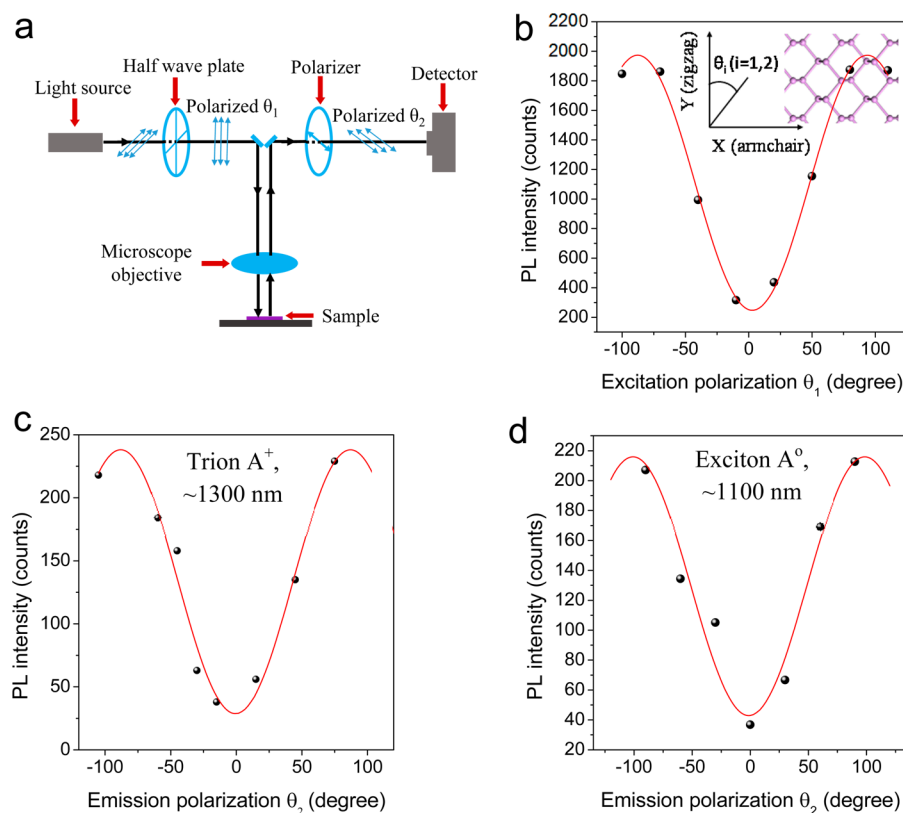 a
Half wave plate
Polarizer
Detector
Light source
Polarized θ1
Polarized θ2
Microscope
objective
Sample
b
2200
2000
1800
1600
1400
1200
1000
800
600
400
200
PL intensity (counts)
Y (zigzag)
θi(i=1,2)
X (armchair)
-100 -50 0 50 100
Excitation polarization θ1 (degree)
c
250
200
150
100
50
0
PL intensity (counts)
Trion A+,
~1300 nm
-100 -50 0 50 100
Emission polarization θ2 (degree)
d
220
200
180
160
140
120
100
80
60
40
20
PL intensity (counts)
Exciton Ao,
~1100 nm
-100 -50 0 50 100
Emission polarization θ2 (degree)